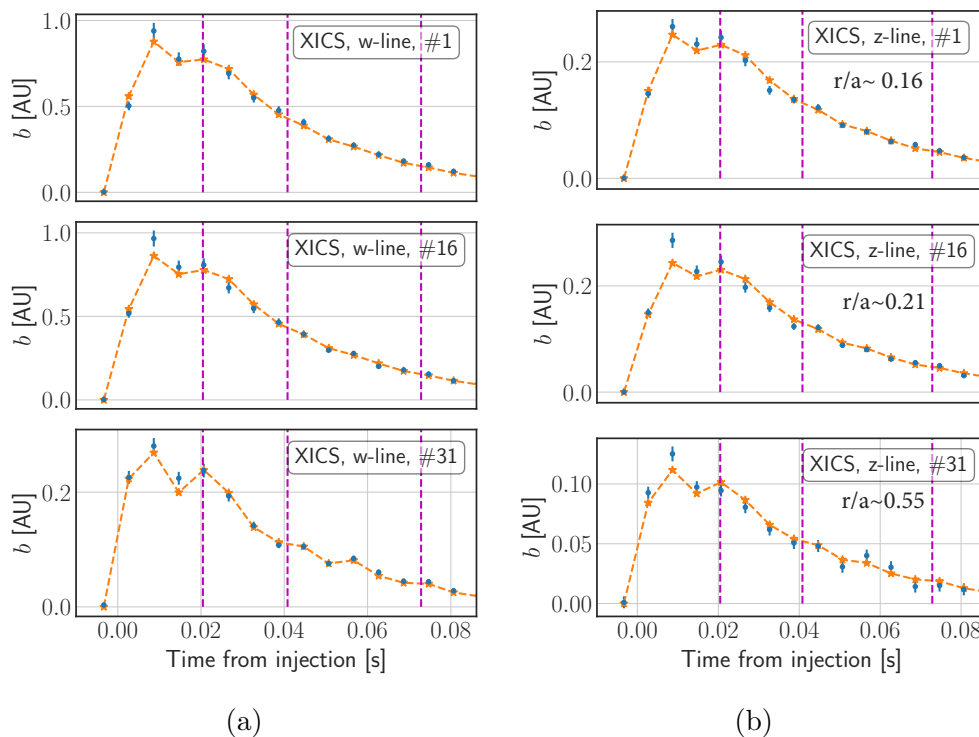 1.0
0.5
0.0
b [AU]
XICS, w-line, #1
1.0
0.5
0.0
b [AU]
XICS, w-line, #16
0.2
0.0
b [AU]
XICS, w-line, #31
0.00 0.02 0.04 0.06 0.08
Time from injection [s]
(a)
0.2
0.0
b [AU]
XICS, z-line, #1
r/a~ 0.16
0.2
0.0
b [AU]
XICS, z-line, #16
r/a~0.21
0.10
0.05
0.00
b [AU]
XICS, z-line, #31
r/a~0.55
0.00 0.02 0.04 0.06 0.08
Time from injection [s]
(b)